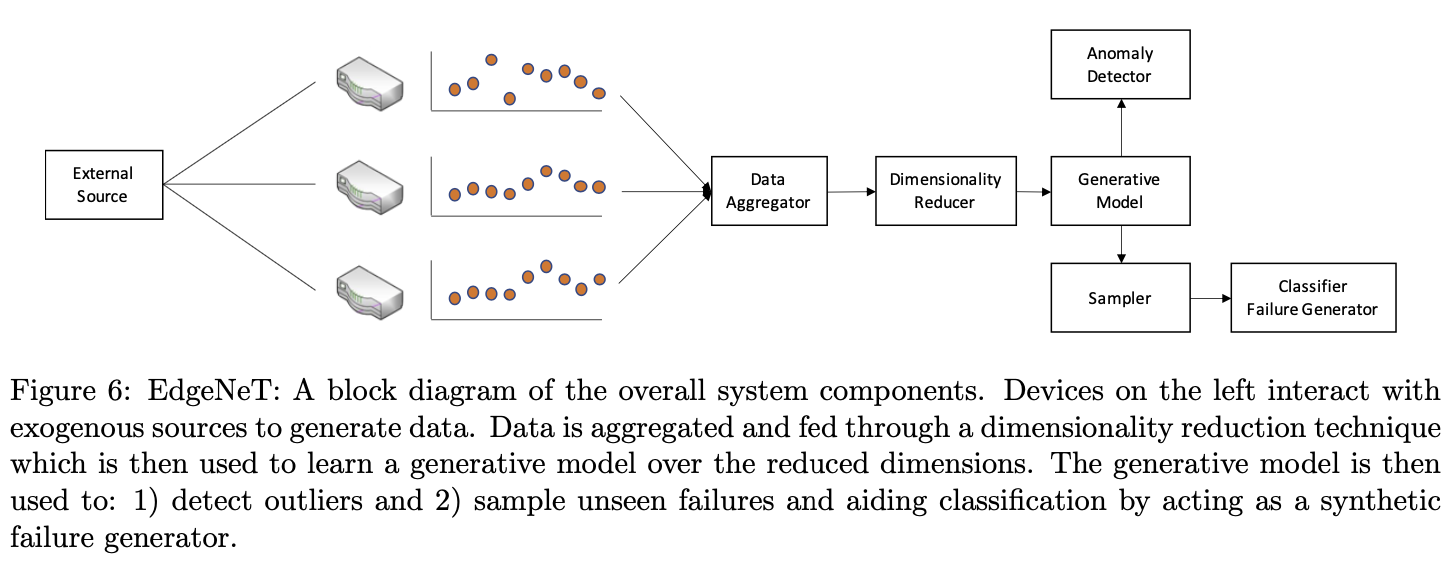 External
Source
Data
Aggregator
Dimensionality
Reducer
Generative
Model
Anomaly
Detector
Sampler
Classifier
Failure Generator
Figure 6: EdgeNeT: A block diagram of the overall system components. Devices on the left interact with
exogenous sources to generate data. Data is aggregated and fed through a dimensionality reduction technique
which is then used to learn a generative model over the reduced dimensions. The generative model is then
used to: 1) detect outliers and 2) sample unseen failures and aiding classification by acting as a synthetic
failure generator.